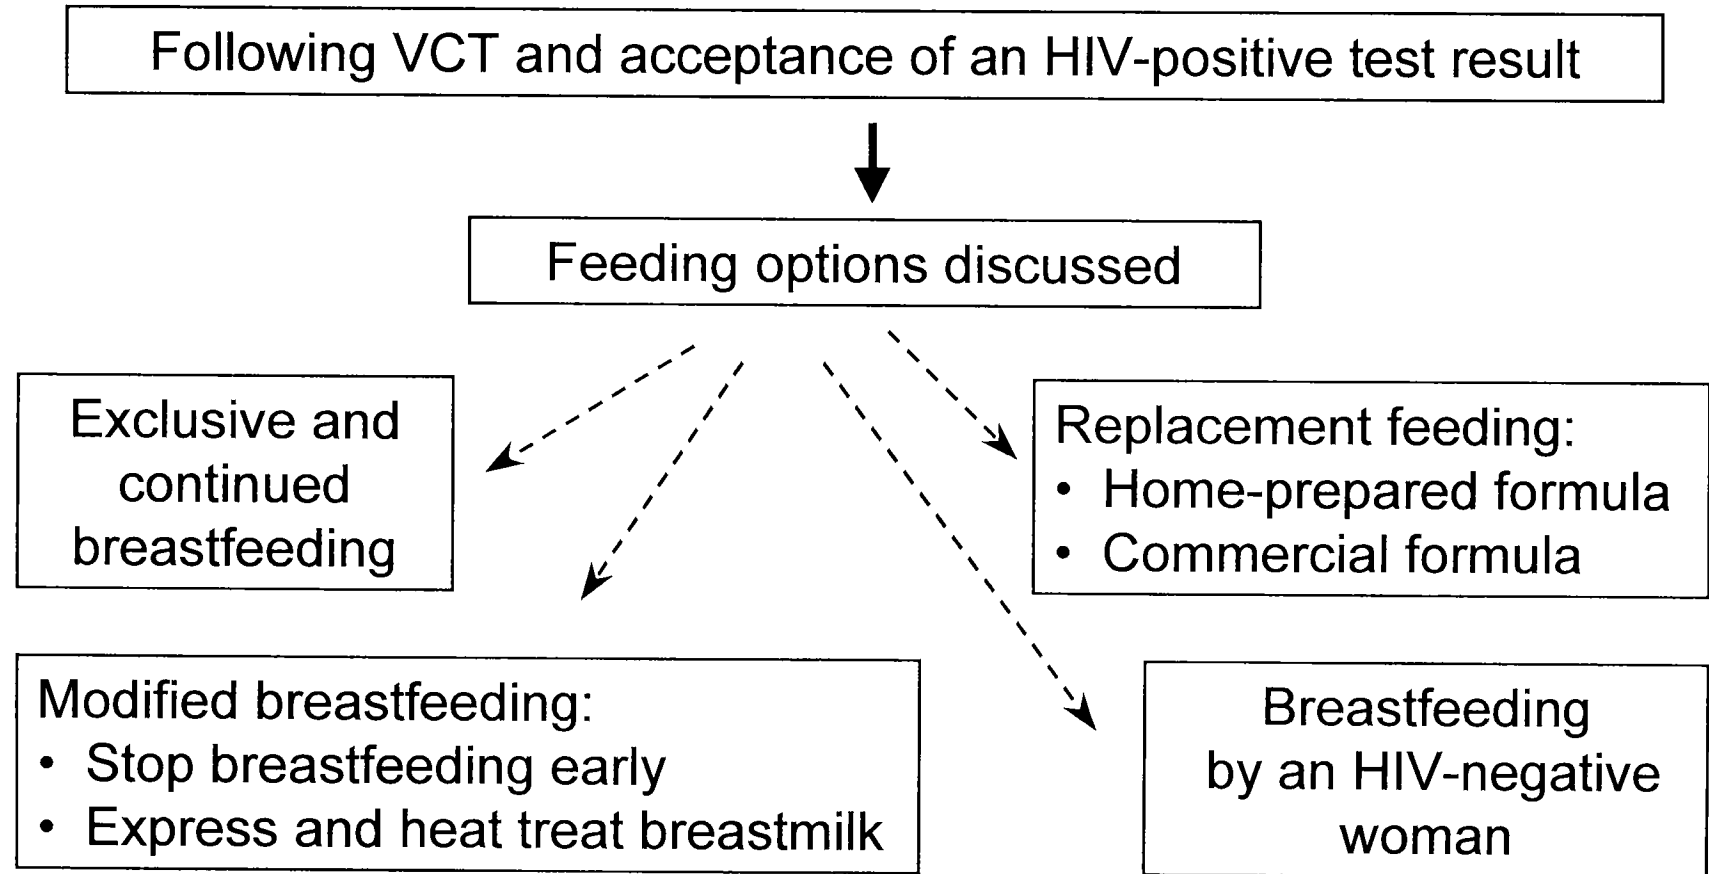 Following VCT and acceptance of an HIV-positive test result
Feeding options discussed
Exclusive and
continued
breastfeeding
Replacement feeding:
• Home-prepared formula
• Commercial formula
Modified breastfeeding:
• Stop breastfeeding early
• Express and heat treat breastmilk
Breastfeeding
by an HIV-negative
woman